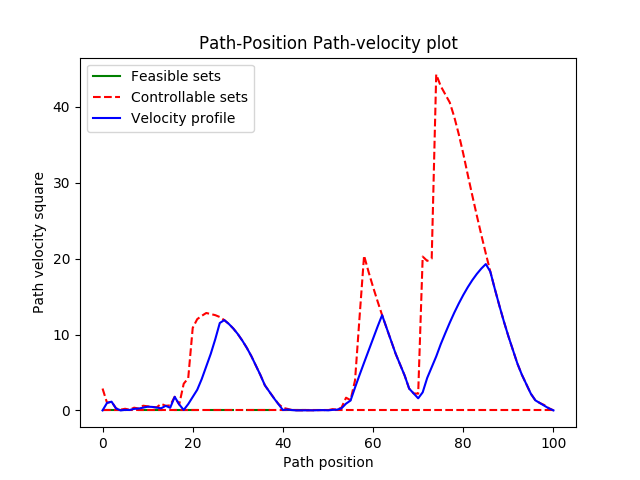 Path-Position Path-velocity plot
Feasible sets
Controllable sets
Velocity profile
Path velocity square
40
30
20
10
0
0 20 40 60 80 100
Path position